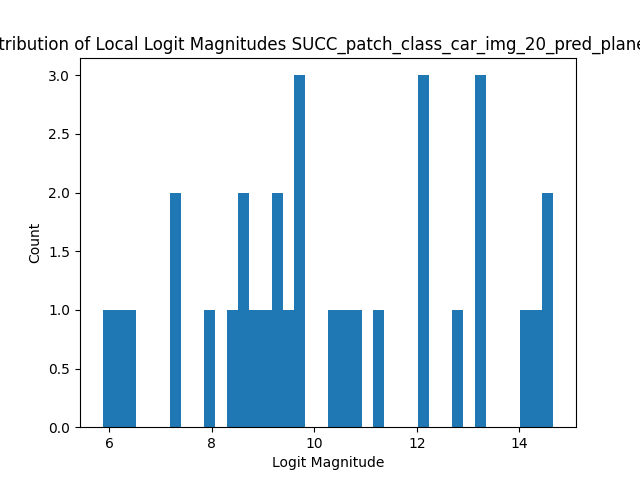 tribution of Local Logit Magnitudes SUCC_patch_class_car_img_20_pred_plane
3.0
2.5
2.0
1.5
1.0
0.5
0.0
Count
6 8 10 12 14
Logit Magnitude